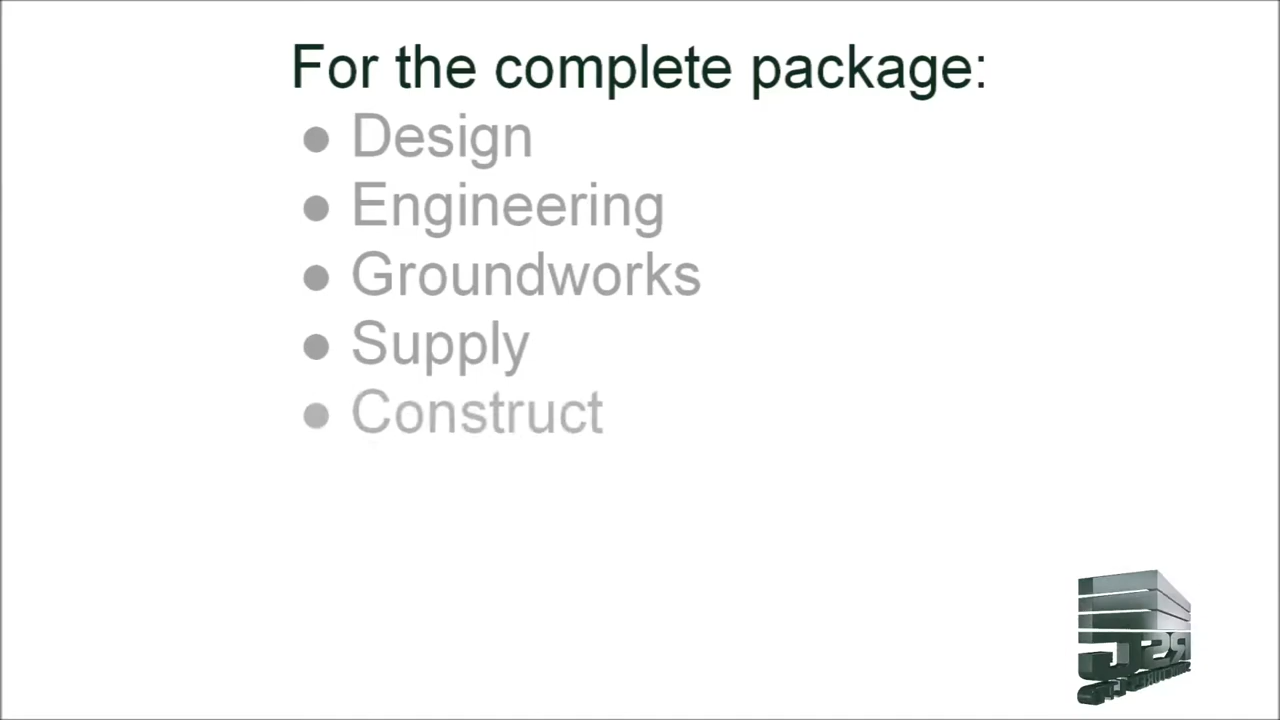 For the complete package:
● Design
● Engineering
● Groundworks
● Supply
● Construct